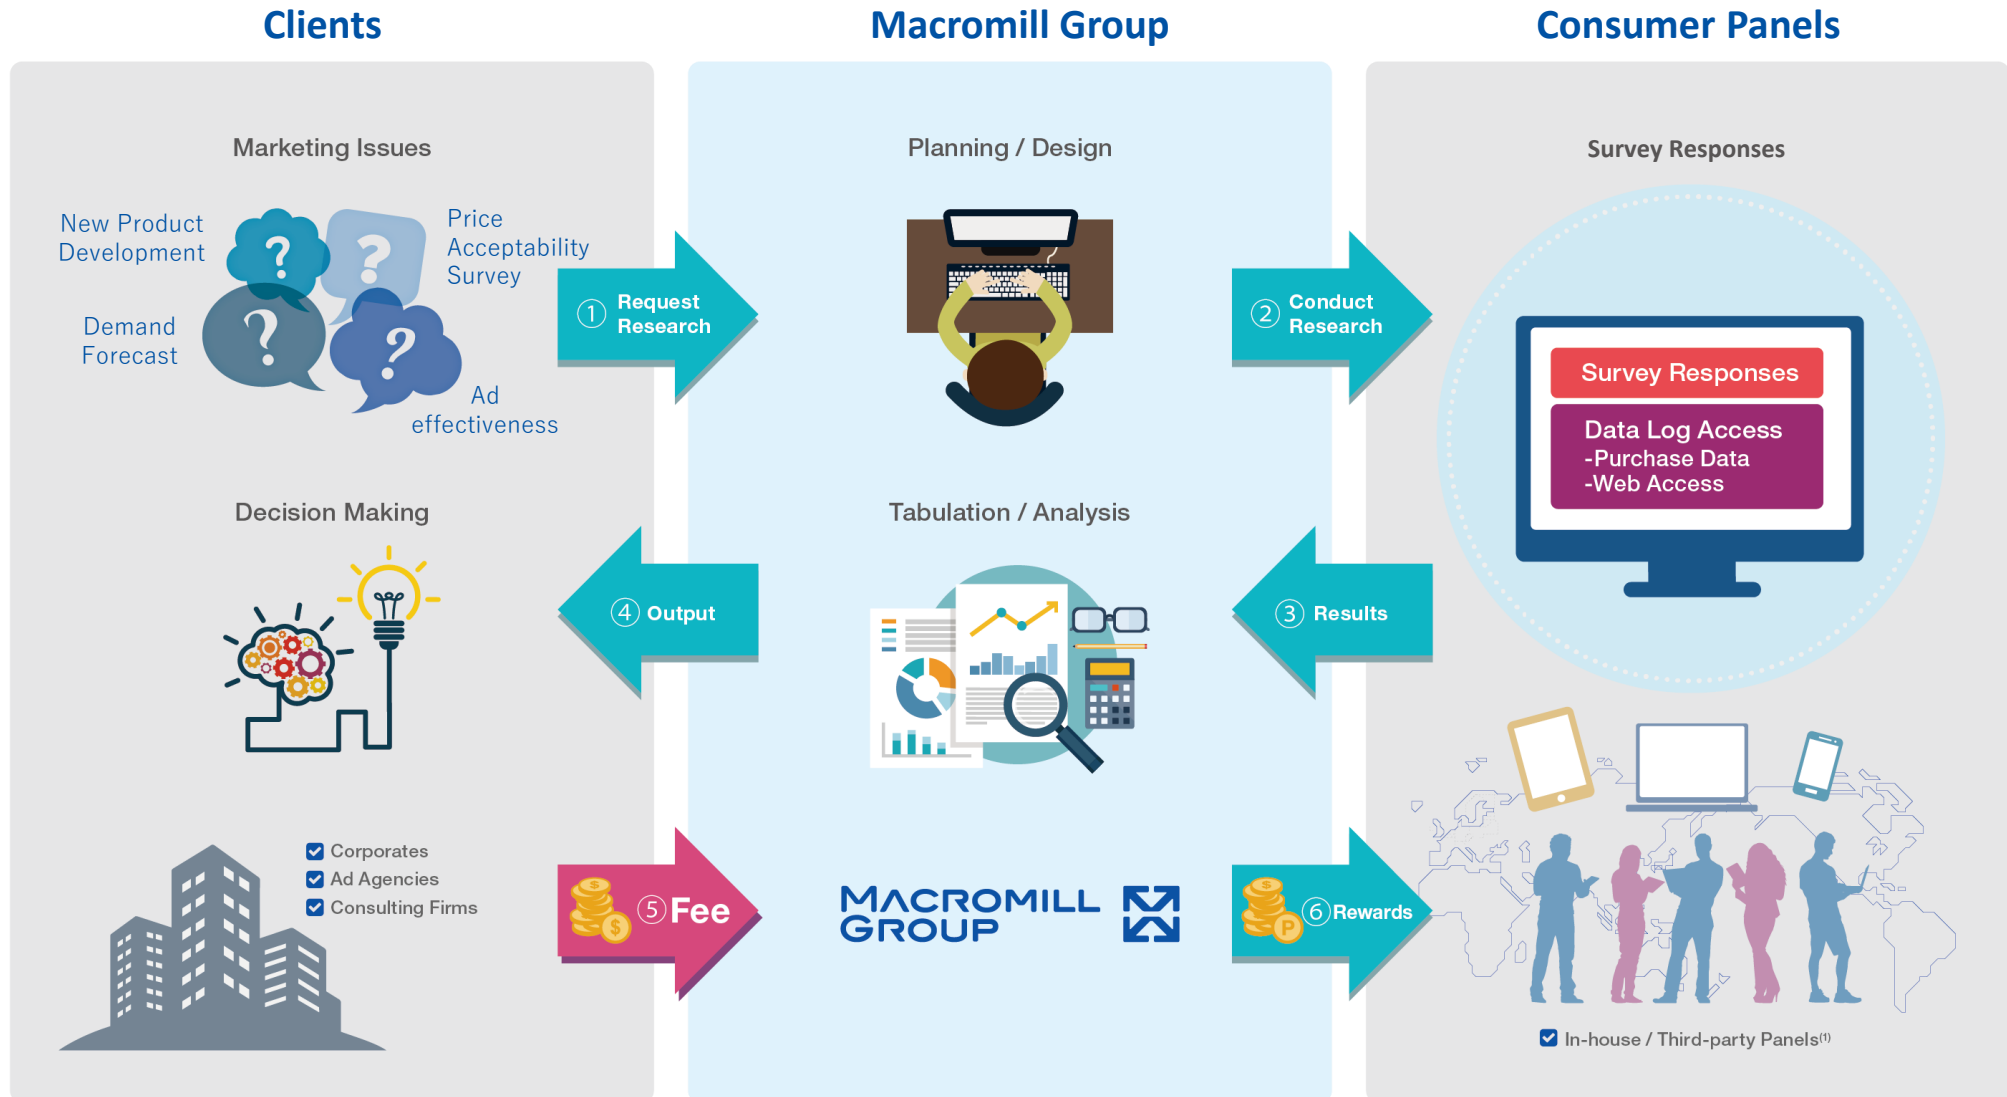 Clients
Macromill Group
Consumer Panels
Marketing Issues
New Product
Development
Price
Acceptability
Survey
Demand
Forecast
Ad
effectiveness
① Request
Research
Planning / Design
② Conduct
Research
Survey Responses
Survey Responses
Data Log Access
-Purchase Data
-Web Access
Decision Making
④ Output
Tabulation / Analysis
③ Results
Corporates
Ad Agencies
Consulting Firms
$
$
⑤ Fee
MACROMILL
GROUP
$
P
⑥ Rewards
In-house / Third-party Panels(1)